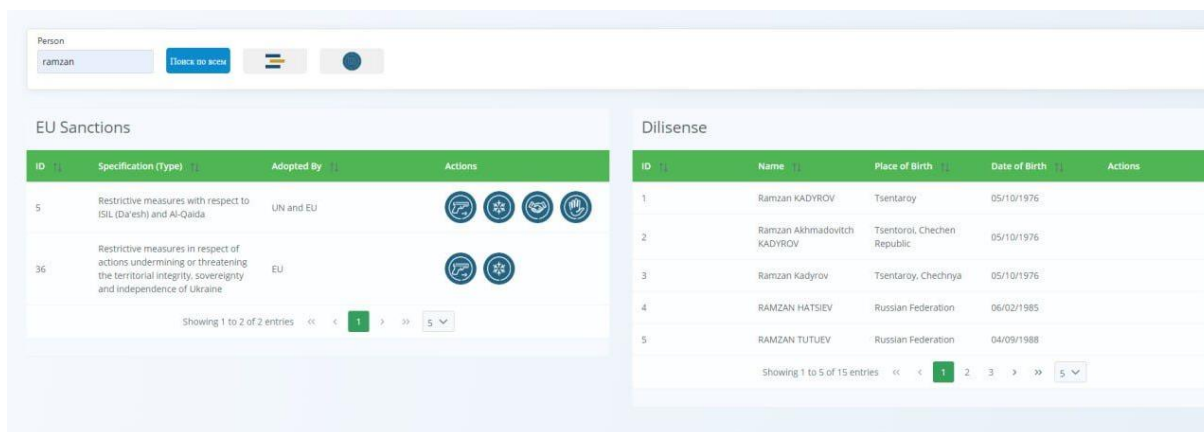 Person
ramzan
Поиск по всем
EU Sanctions
ID Specification (Type) Adopted By Actions
5 Restrictive measures with respect to
ISIL (Da'esh) and Al-Qaida UN and EU
36 Restrictive measures in respect of
actions undermining or threatening
the territorial integrity, sovereignty
and independence of Ukraine EU
Showing 1 to 2 of 2 entries « ‹ 1 › » 5
Dilisense
ID Name Place of Birth Date of Birth Actions
1 Ramzan KADYROV Tsentaroy 05/10/1976
2 Ramzan Akhmadovitch
KADYROV Tsentoroi, Chechen
Republic 05/10/1976
3 Ramzan Kadyrov Tsentaroy, Chechnya 05/10/1976
4 RAMZAN HATSIEV Russian Federation 06/02/1985
5 RAMZAN TUTUEV Russian Federation 04/09/1988
Showing 1 to 5 of 15 entries « ‹ 1 2 3 › » 5